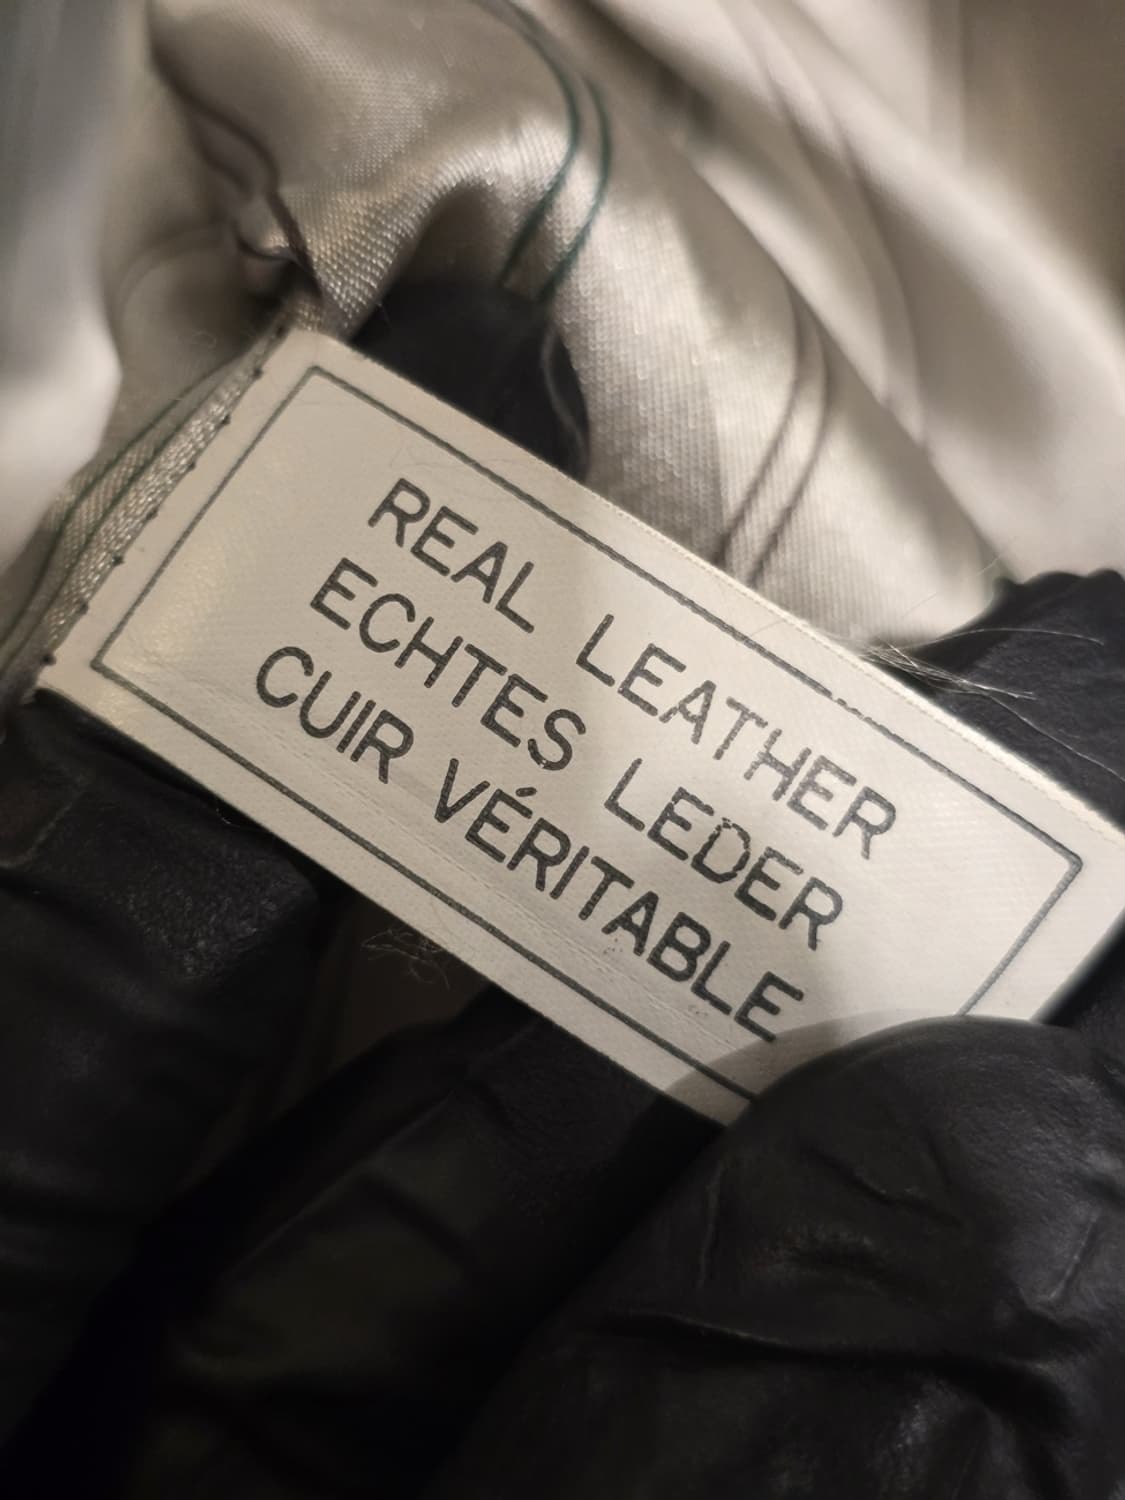 REAL LEATHER
ECHTES LEDER
CUIR VÉRITABLE